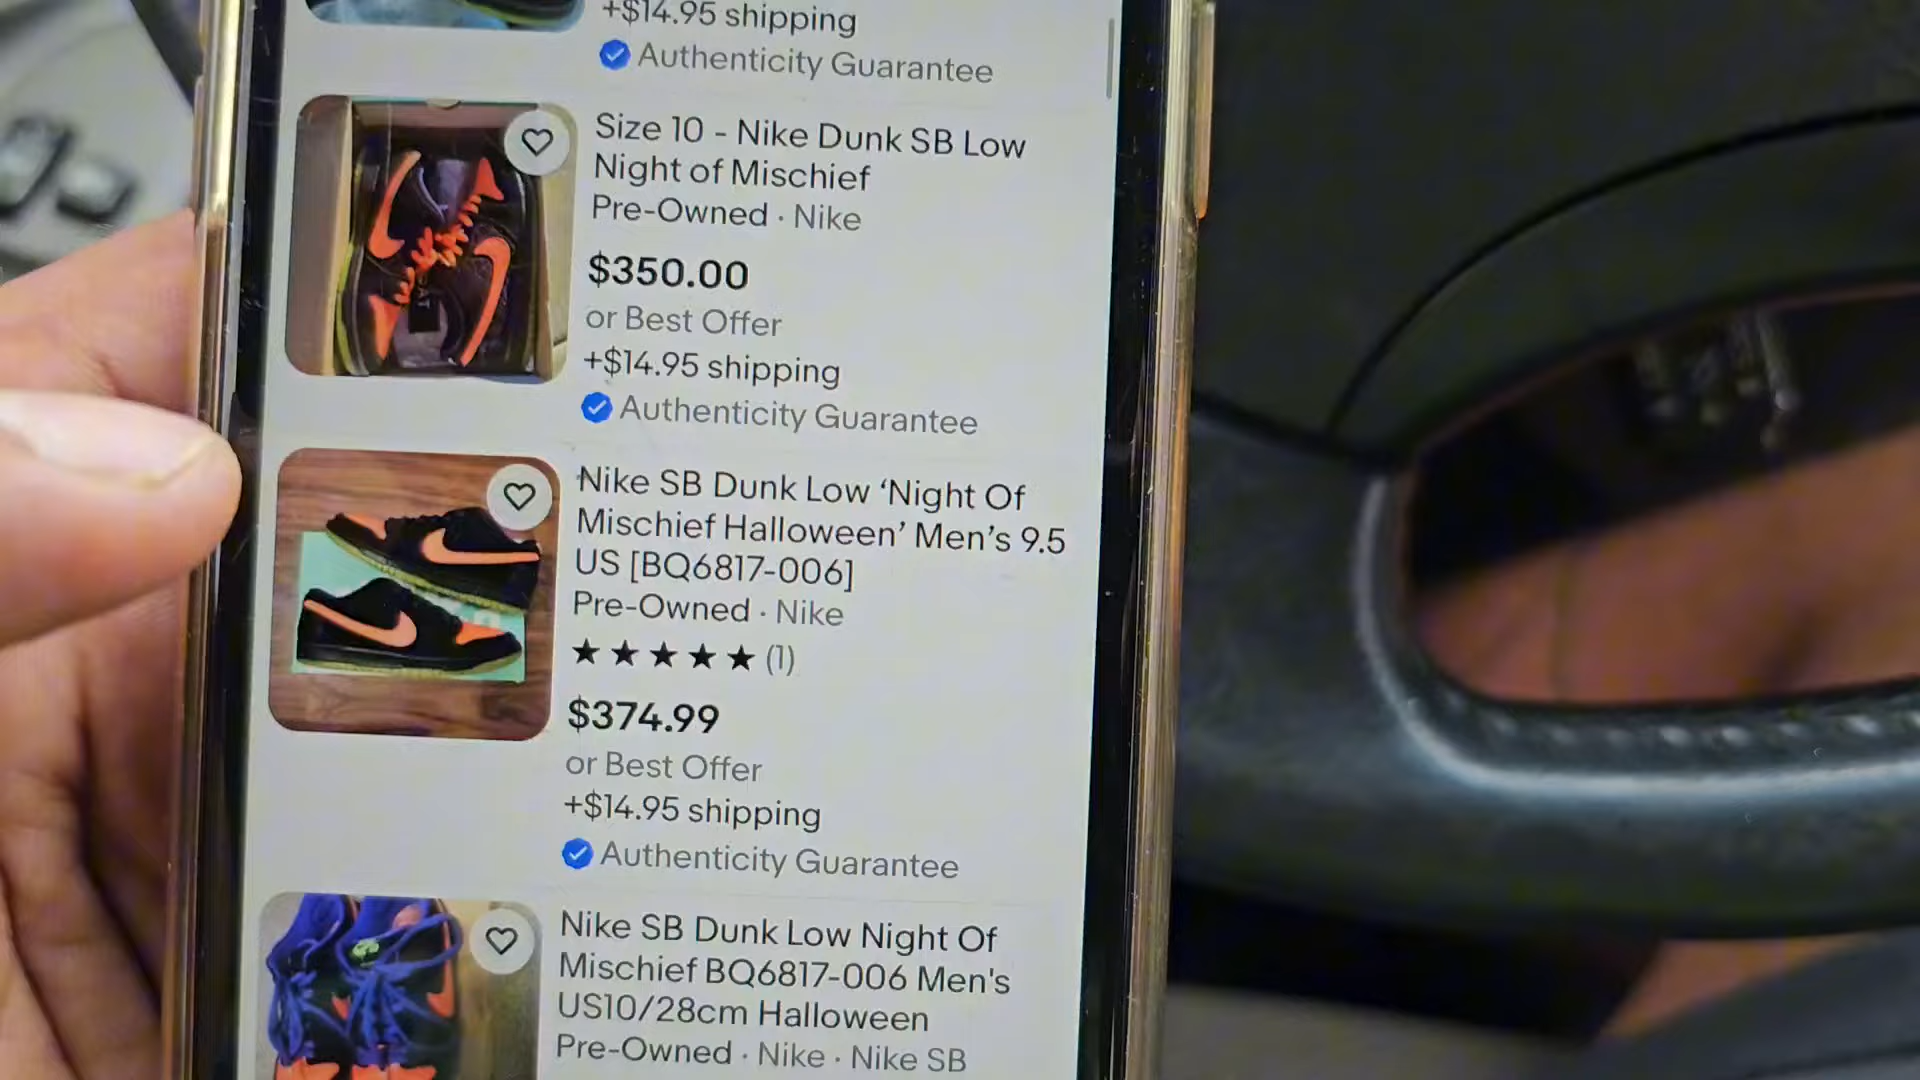 +$14.95 shipping
Authenticity Guarantee
Size 10 - Nike Dunk SB Low
Night of Mischief
Pre-Owned · Nike
$350.00
or Best Offer
+$14.95 shipping
Authenticity Guarantee
Nike SB Dunk Low ‘Night Of
Mischief Halloween’ Men’s 9.5
US [BQ6817-006]
Pre-Owned · Nike
★★★★★ (1)
$374.99
or Best Offer
+$14.95 shipping
Authenticity Guarantee
Nike SB Dunk Low Night Of
Mischief BQ6817-006 Men's
US10/28cm Halloween
Pre-Owned · Nike · Nike SB